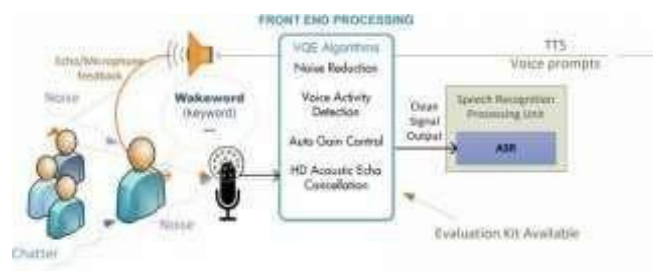 FRONT END PROCESSING
Echo/Microphone
feedback
VQE Algorithms
TTS
Voice prompts
Noise Reduction
Noise
Wakeword
(keyword)
Voice Activity
Detection
Clean
Signal
Output
Speech Recognition
Processing Unit
Auto Gain Control
ASR
HD Acoustic Echo
Cancellation
Noise
Chatter
Evaluation Kit Available